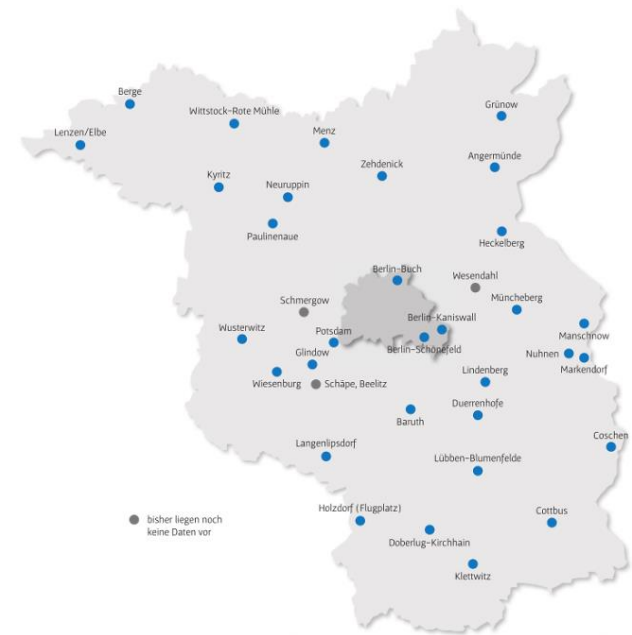 Berge
Grünow
Wittstock-Rote Mühle
Lenzen/Elbe
Menz
Angermünde
Zehdenick
Kyritz
Neuruppin
Paulinenaue
Heckelberg
Berlin-Buch
Wesendahl
Schmergow
Müncheberg
Berlin-Kaniswall
Wusterwitz
Potsdam
Manschnow
Berlin-Schönefeld
Glindow
Nuhnen
Markendorf
Lindenberg
Wiesenburg
Schäpe, Beelitz
Duerrenhofe
Baruth
Coschen
Langenlipsdorf
Lübben-Blumenfelde
Holzdorf (Flugplatz)
Cottbus
bisher liegen noch
keine Daten vor
Doberlug-Kirchhain
Klettwitz